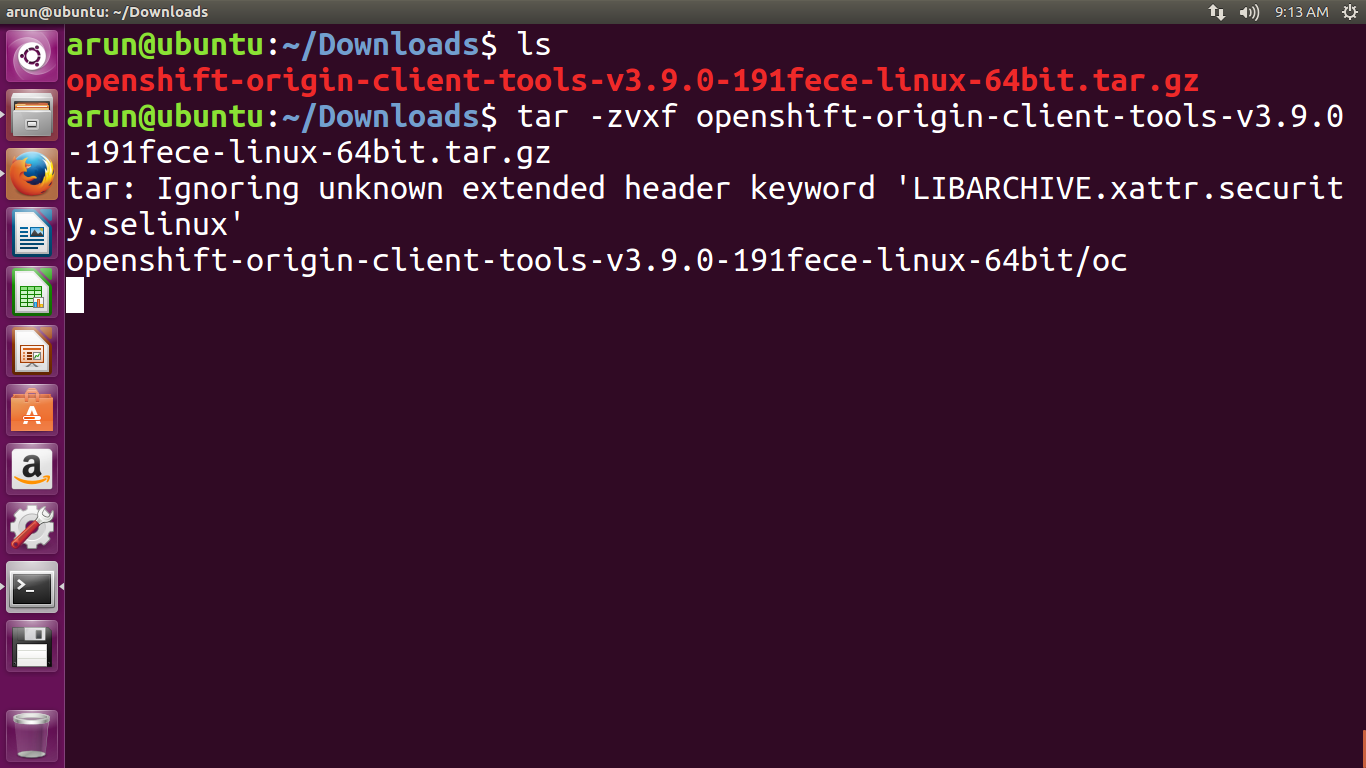 arun@ubuntu: ~/Downloads 9:13 AM
arun@ubuntu:~/Downloads$ ls
openshift-origin-client-tools-v3.9.0-191fece-linux-64bit.tar.gz
arun@ubuntu:~/Downloads$ tar -zvxf openshift-origin-client-tools-v3.9.0
-191fece-linux-64bit.tar.gz
tar: Ignoring unknown extended header keyword 'LIBARCHIVE.xattr.securit
y.selinux'
openshift-origin-client-tools-v3.9.0-191fece-linux-64bit/oc